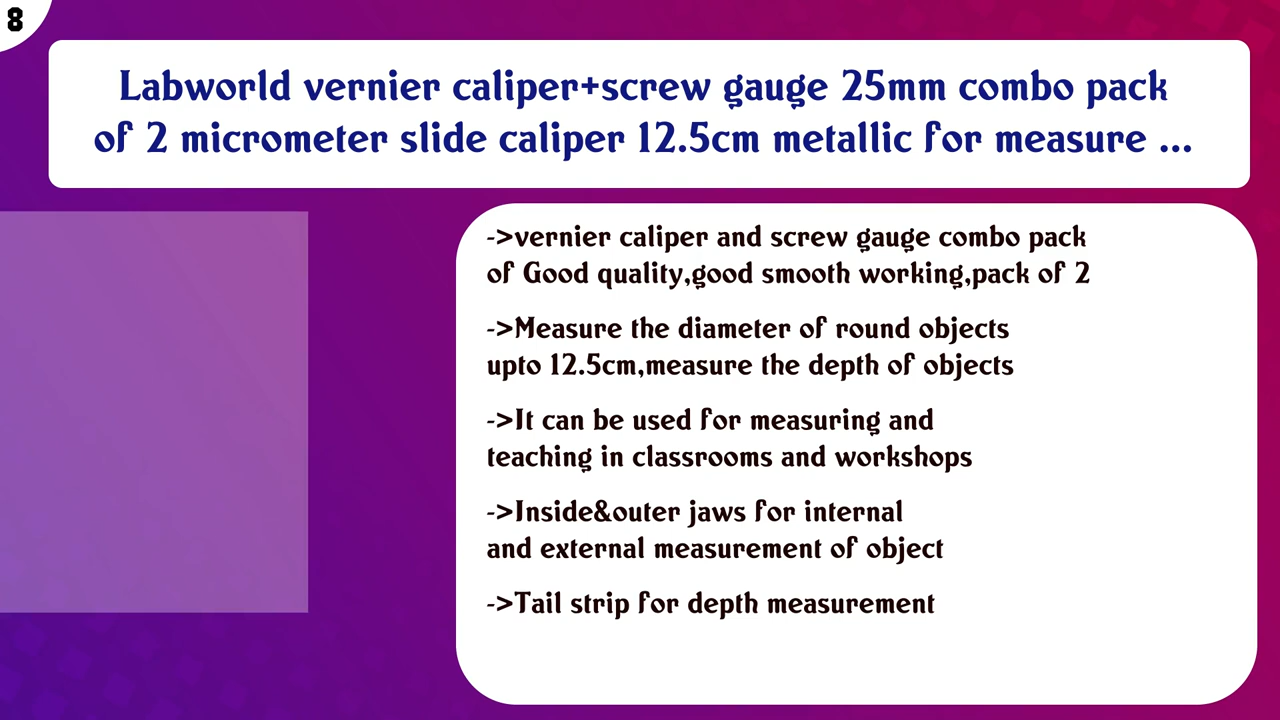 8
Labworld vernier caliper+screw gauge 25mm combo pack
of 2 micrometer slide caliper 12.5cm metallic for measure ...
->vernier caliper and screw gauge combo pack
of Good quality,good smooth working,pack of 2
->Measure the diameter of round objects
upto 12.5cm,measure the depth of objects
->It can be used for measuring and
teaching in classrooms and workshops
->Inside&outer jaws for internal
and external measurement of object
->Tail strip for depth measurement